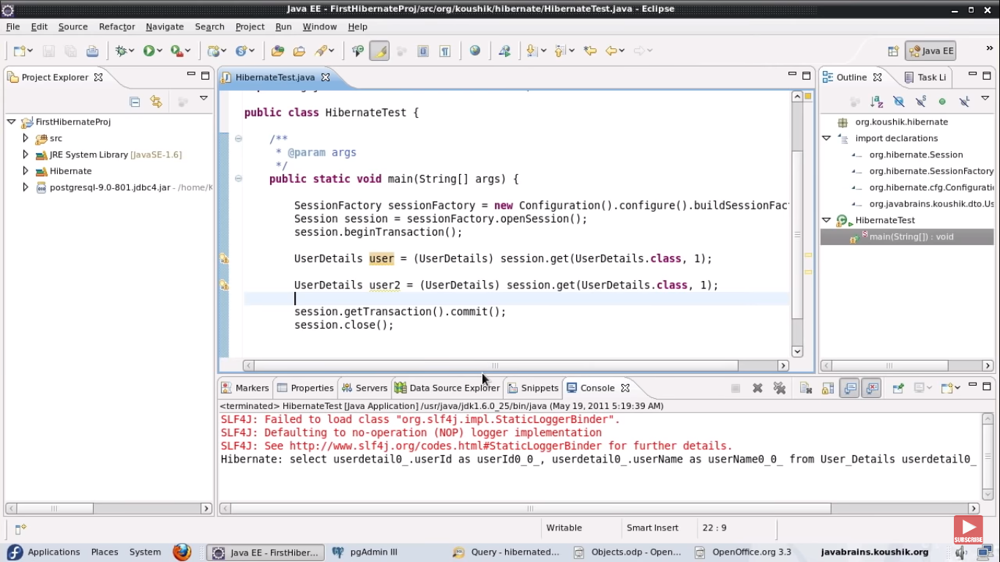 Java EE - FirstHibernateProj/src/org/koushik/hibernate/HibernateTest.java - Eclipse
File Edit Source Refactor Navigate Search Project Run Window Help
Java EE
Project Explorer
FirstHibernateProj
src
JRE System Library [JavaSE-1.6]
Hibernate
postgresql-9.0-801.jdbc4.jar - /home/K
HibernateTest.java
public class HibernateTest {
/**
* @param args
*/
public static void main(String[] args) {
SessionFactory sessionFactory = new Configuration().configure().buildSessionFac
Session session = sessionFactory.openSession();
session.beginTransaction();
UserDetails user = (UserDetails) session.get(UserDetails.class, 1);
UserDetails user2 = (UserDetails) session.get(UserDetails.class, 1);
session.getTransaction().commit();
session.close();
Outline Task Li
org.koushik.hibernate
import declarations
org.hibernate.Session
org.hibernate.SessionFactory
org.hibernate.cfg.Configurati
org.javabrains.koushik.dto.Us
HibernateTest
main(String[]) : void
Markers Properties Servers Data Source Explorer Snippets Console
<terminated> HibernateTest [Java Application] /usr/java/jdk1.6.0_25/bin/java (May 19, 2011 5:19:39 AM)
SLF4J: Failed to load class "org.slf4j.impl.StaticLoggerBinder".
SLF4J: Defaulting to no-operation (NOP) logger implementation
SLF4J: See http://www.slf4j.org/codes.html#StaticLoggerBinder for further details.
Hibernate: select userdetail0_.userId as userId0_0_, userdetail0_.userName as userName0_0_ from User_Details userdetail0_
Writable Smart Insert 22 : 9
SUBSCRIBE
Applications Places System Java EE - FirstHiber... pgAdmin III Query - hibernated... Objects.odp - Open... OpenOffice.org 3.3 javabrains.koushik.org